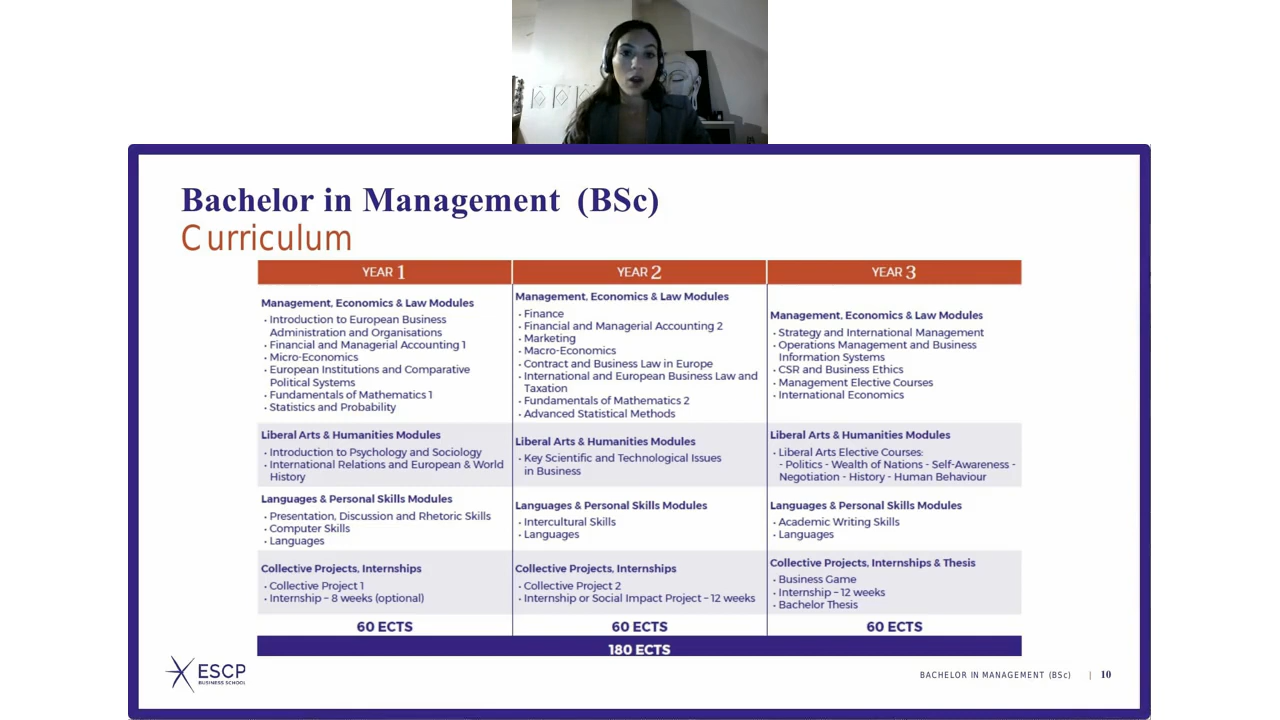 Bachelor in Management (BSc)
Curriculum
YEAR 1
Management, Economics & Law Modules
• Introduction to European Business
Administration and Organisations
• Financial and Managerial Accounting 1
• Micro-Economics
• European Institutions and Comparative
Political Systems
• Fundamentals of Mathematics 1
• Statistics and Probability
Liberal Arts & Humanities Modules
• Introduction to Psychology and Sociology
• International Relations and European & World
History
Languages & Personal Skills Modules
• Presentation, Discussion and Rhetoric Skills
• Computer Skills
• Languages
Collective Projects, Internships
• Collective Project 1
• Internship – 8 weeks (optional)
60 ECTS
YEAR 2
Management, Economics & Law Modules
• Finance
• Financial and Managerial Accounting 2
• Marketing
• Macro-Economics
• Contract and Business Law in Europe
• International and European Business Law and
Taxation
• Fundamentals of Mathematics 2
• Advanced Statistical Methods
Liberal Arts & Humanities Modules
• Key Scientific and Technological Issues
in Business
Languages & Personal Skills Modules
• Intercultural Skills
• Languages
Collective Projects, Internships
• Collective Project 2
• Internship or Social Impact Project – 12 weeks
60 ECTS
YEAR 3
Management, Economics & Law Modules
• Strategy and International Management
• Operations Management and Business
Information Systems
• CSR and Business Ethics
• Management Elective Courses
• International Economics
Liberal Arts & Humanities Modules
• Liberal Arts Elective Courses:
- Politics - Wealth of Nations - Self-Awareness -
Negotiation - History - Human Behaviour
Languages & Personal Skills Modules
• Academic Writing Skills
• Languages
Collective Projects, Internships & Thesis
• Business Game
• Internship – 12 weeks
• Bachelor Thesis
60 ECTS
180 ECTS
ESCP
BUSINESS SCHOOL
BACHELOR IN MANAGEMENT (BSc) | 10